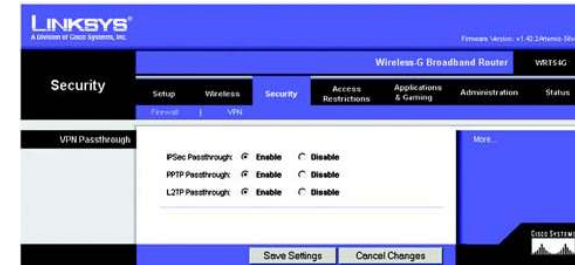 LINKSYS®
A Division of Cisco Systems, Inc.
Firmware Version:
Wireless-G Broadband Router WRT54G
Security
Setup Wireless Security Access Restrictions Applications & Gaming Administration Status
Firewall | VPN
VPN Passthrough
More...
IPSec Passthrough: Enable Disable
PPTP Passthrough: Enable Disable
L2TP Passthrough: Enable Disable
CISCO SYSTEMS
Save Settings Cancel Changes